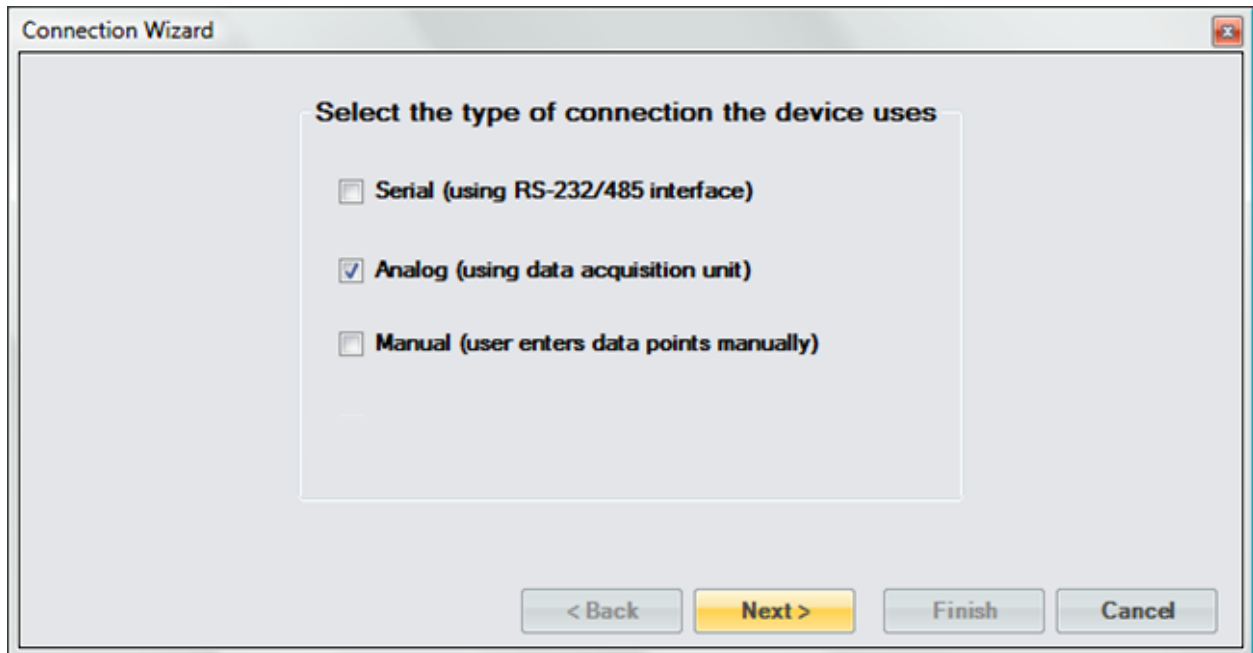 Connection Wizard
Select the type of connection the device uses
Serial (using RS-232/485 interface)
Analog (using data acquisition unit)
Manual (user enters data points manually)
< Back Next > Finish Cancel